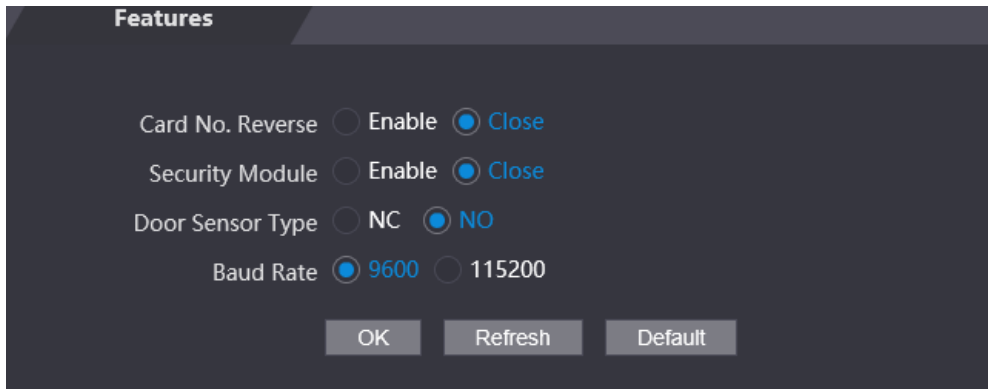 Features
Card No. Reverse Enable Close
Security Module Enable Close
Door Sensor Type NC NO
Baud Rate 9600 115200
OK Refresh Default